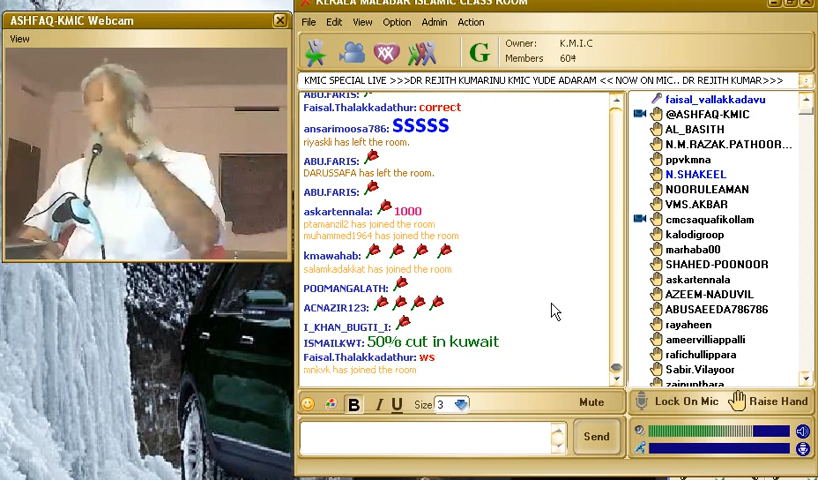 KERALA MALABAR ISLAMIC CLASS ROOM
ASHFAQ-KMIC Webcam
View
File Edit View Option Admin Action
G
Owner: K.M.I.C
Members 604
KMIC SPECIAL LIVE >>>DR REJITH KUMARINU KMIC YUDE ADARAM << NOW ON MIC.. DR REJITH KUMAR>>>
ABU.FARIS:
Faisal.Thalakkadathur: correct
ansarimoosa786: SSSSS
riyaskli has left the room.
ABU.FARIS:
DARUSSAFA has left the room.
ABU.FARIS:
askartennala: 1000
ptamanzil2 has joined the room
muhammed1964 has joined the room
kmawahab:
salamkadakkat has joined the room
POOMANGALATH:
ACNAZIR123:
I_KHAN_BUGTI_I:
ISMAILKWT: 50% cut in kuwait
Faisal.Thalakkadathur: ws
mnkvk has joined the room
faisal_vallakkadavu
@ASHFAQ-KMIC
AL_BASITH
N.M.RAZAK.PATHOOR...
ppvkmna
N.SHAKEEL
NOORULEAMAN
VMS.AKBAR
cmcsaquafikollam
kalodigroop
marhaba00
SHAHED-POONOOR
askartennala
AZEEM-NADUVIL
ABUSAEEDA786786
rayaheen
ameervilliappalli
rafichullippara
Sabir.Vilayoor
zainunthara
B I U Size 3 Mute
Lock On Mic Raise Hand
Send